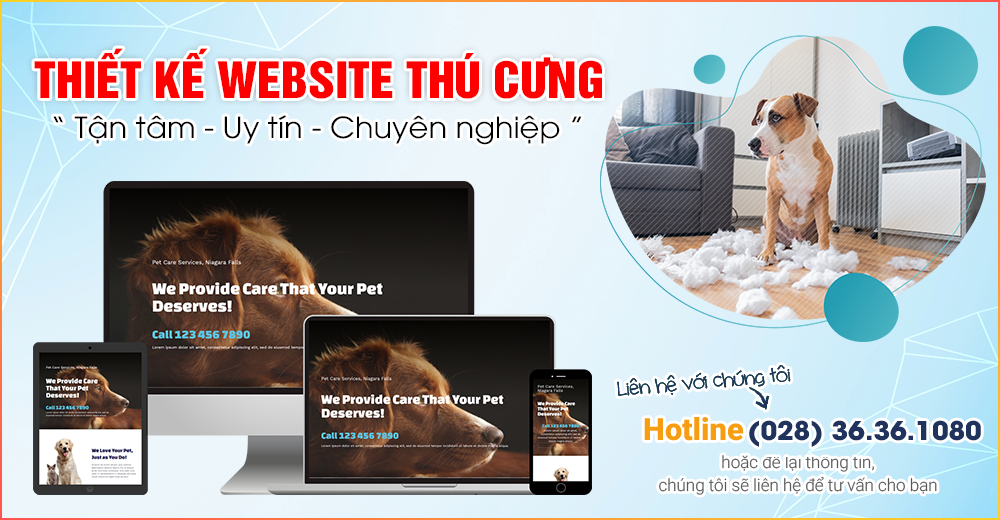 THIẾT KẾ WEBSITE THÚ CƯNG
“ Tận tâm - Uy tín - Chuyên nghiệp ”
Pet Care Services, Niagara Falls
We Provide Care That Your Pet
Deserves!
Call 123 456 7890
Lorem ipsum dolor sit amet, consectetur adipiscing elit, sed do eiusmod tempor
We Provide Care
That Your Pet
Deserves!
Call 123 456 7890
We Love Your Pet,
Just as You Do!
Pet Care Services, Niagara Falls
We Provide Care That Your Pet
Deserves!
Call 123 456 7890
Pet Care Services,
Niagara Falls
We Provide Care
That Your Pet
Deserves!
Call 123 456 7890
Liên hệ với chúng tôi
Hotline (028) 36.36.1080
hoặc để lại thông tin,
chúng tôi sẽ liên hệ để tư vấn cho bạn